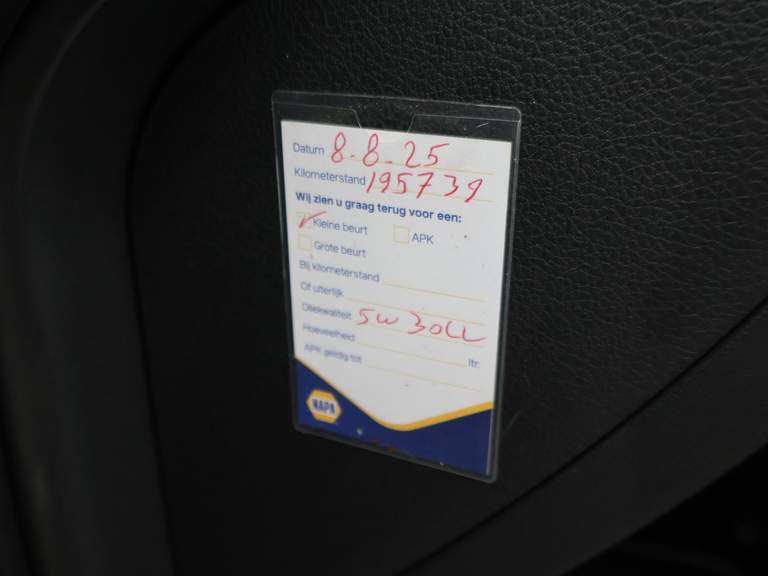 Datum 8.8.25
Kilometerstand 195739
Wij zien u graag terug voor een:
Kleine beurt APK
Grote beurt
Bij kilometerstand
Of uiterlijk
Oliekwaliteit 5W30LL
Hoeveelheid ltr.
APK geldig tot
NAPA